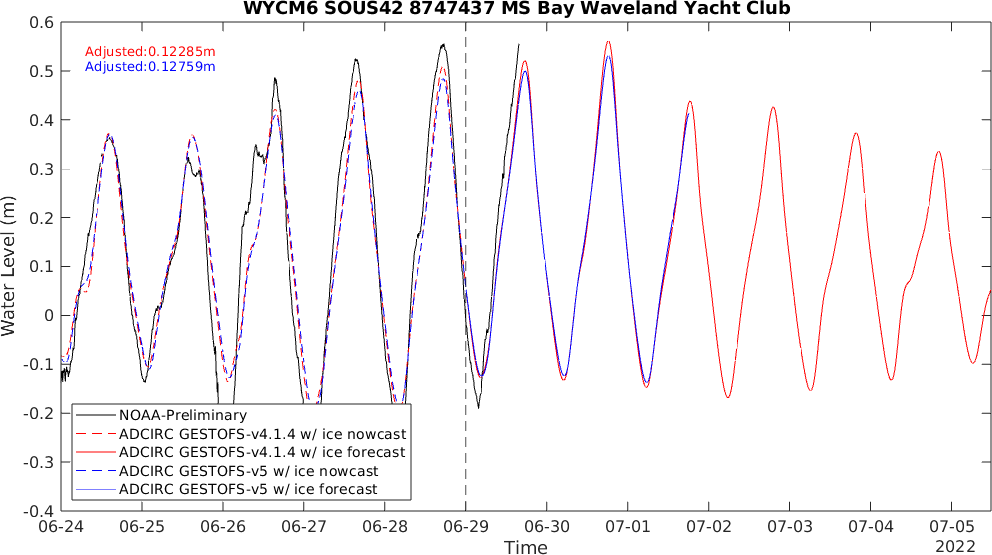 WYCM6 SOUS42 8747437 MS Bay Waveland Yacht Club
0.6
0.5
0.4
0.3
0.2
0.1
0
-0.1
-0.2
-0.3
-0.4
Water Level (m)
Adjusted:0.12285m
Adjusted:0.12759m
NOAA-Preliminary
ADCIRC GESTOFS-v4.1.4 w/ ice nowcast
ADCIRC GESTOFS-v4.1.4 w/ ice forecast
ADCIRC GESTOFS-v5 w/ ice nowcast
ADCIRC GESTOFS-v5 w/ ice forecast
06-24 06-25 06-26 06-27 06-28 06-29 06-30 07-01 07-02 07-03 07-04 07-05
Time
2022